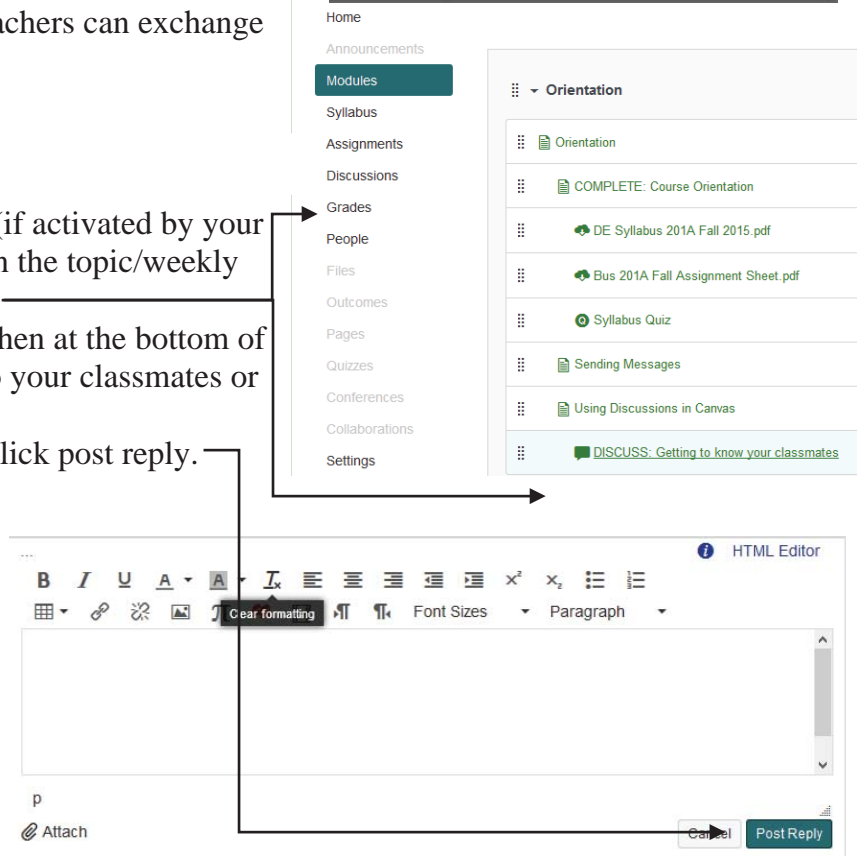 achers can exchange
(if activated by your
the topic/weekly
hen at the bottom of
your classmates or
lick post reply.
Home
Announcements
Modules
Syllabus
Assignments
Discussions
Grades
People
Files
Outcomes
Pages
Quizzes
Conferences
Collaborations
Settings
Orientation
Orientation
COMPLETE: Course Orientation
DE Syllabus 201A Fall 2015.pdf
Bus 201A Fall Assignment Sheet.pdf
Q Syllabus Quiz
Sending Messages
Using Discussions in Canvas
DISCUSS: Getting to know your classmates
...
i HTML Editor
B I U A A Tx x² x₂
Font Sizes Paragraph
Clear formatting
p
Attach
Cancel Post Reply